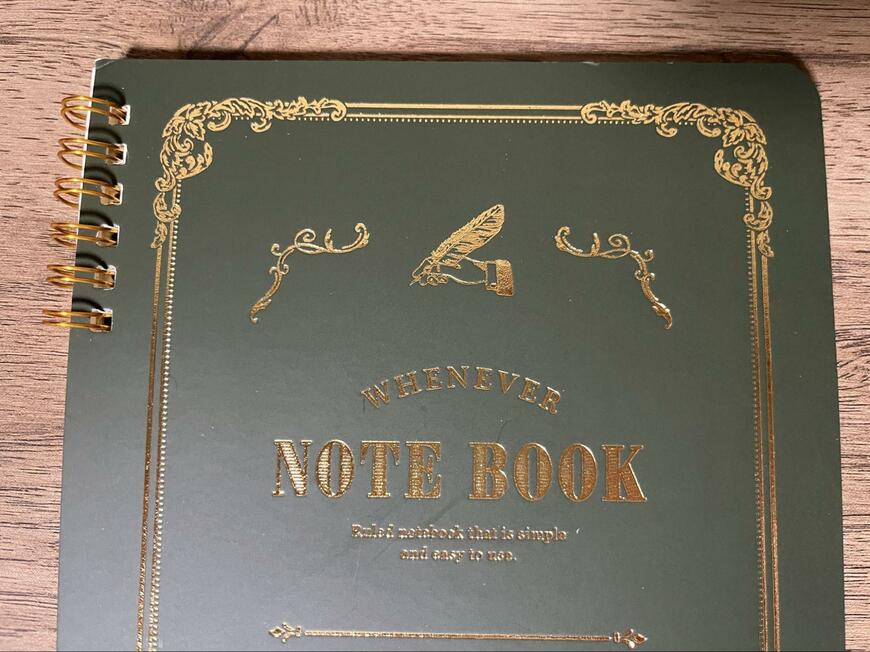 WHENEVER
NOTE BOOK
Ruled notebook that is simple
and easy to use.